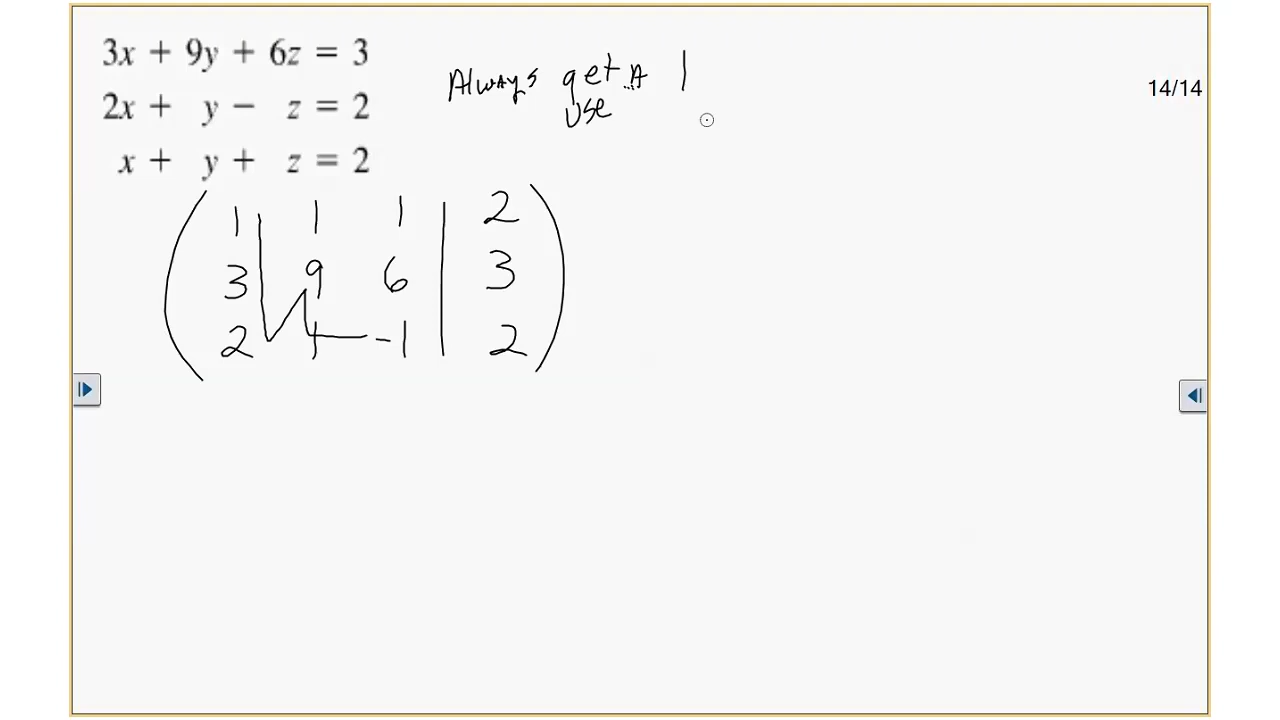 3x + 9y + 6z = 3
2x + y − z = 2
x + y + z = 2
Always get A 1
use
14/14
1 1 1 2
3 9 6 3
2 1 -1 2